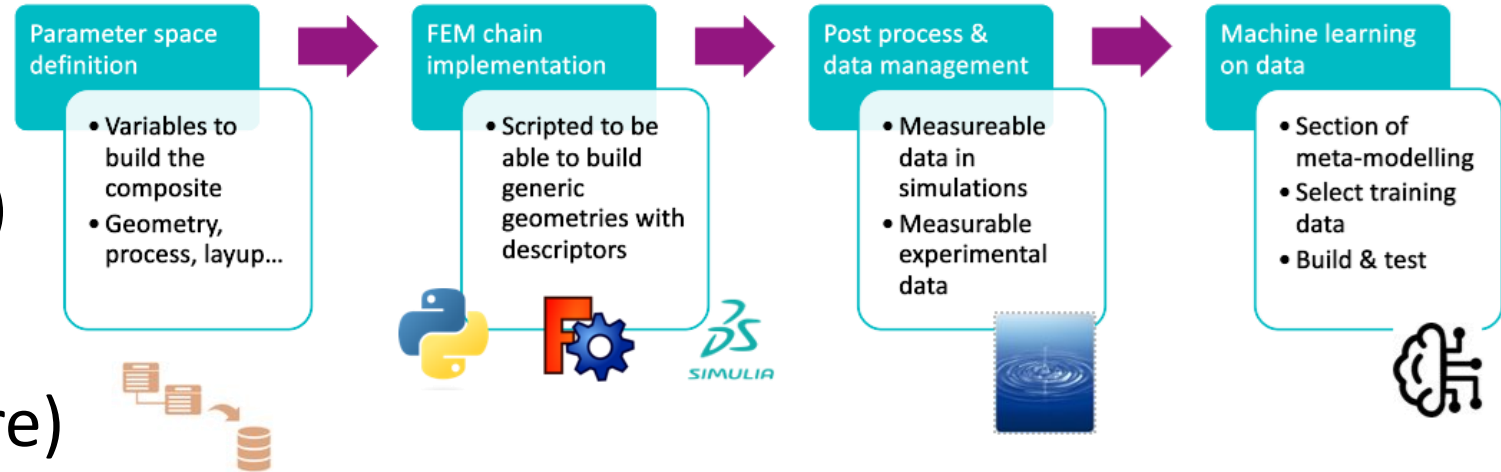 Parameter space
definition
• Variables to
build the
composite
• Geometry,
process, layup...
FEM chain
implementation
• Scripted to be
able to build
generic
geometries with
descriptors
Post process &
data management
• Measureable
data in
simulations
• Measurable
experimental
data
Machine learning
on data
• Section of
meta-modelling
• Select training
data
• Build & test
)
re)
SIMULIA